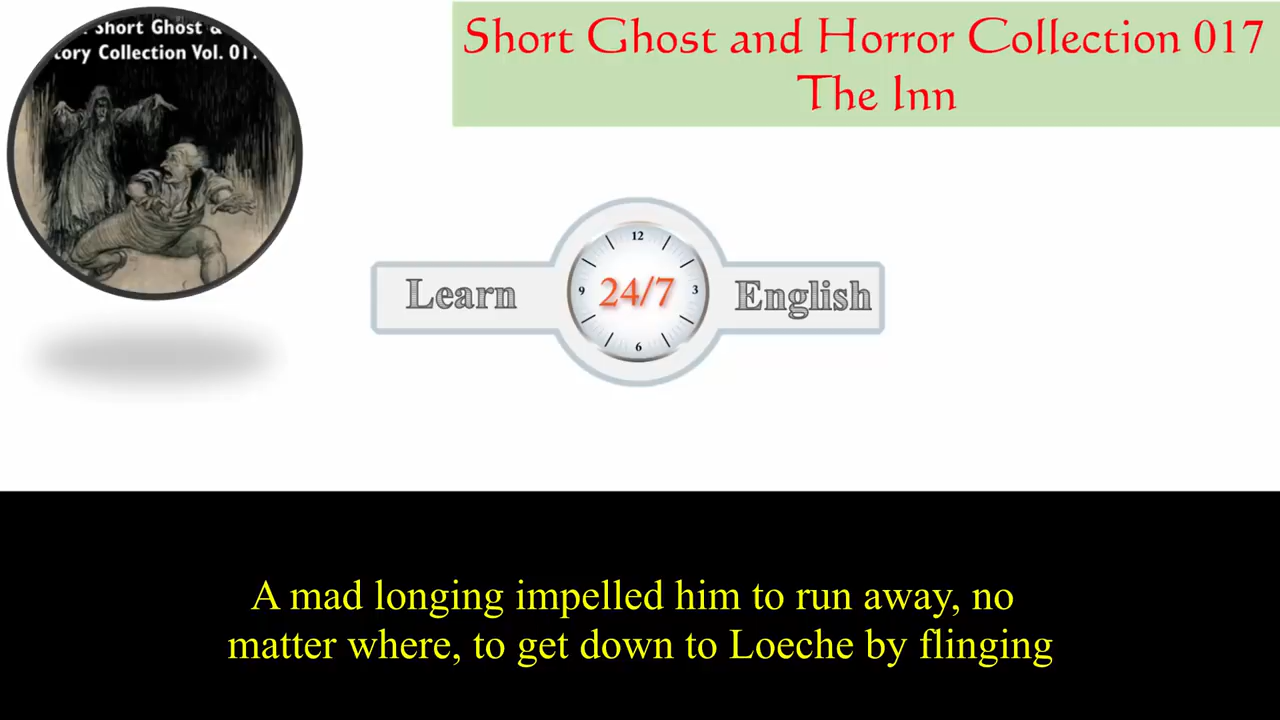 Short Ghost &
tory Collection Vol. 01
Short Ghost and Horror Collection 017
The Inn
Learn
24/7
English
12
3
6
9
A mad longing impelled him to run away, no
matter where, to get down to Loeche by flinging